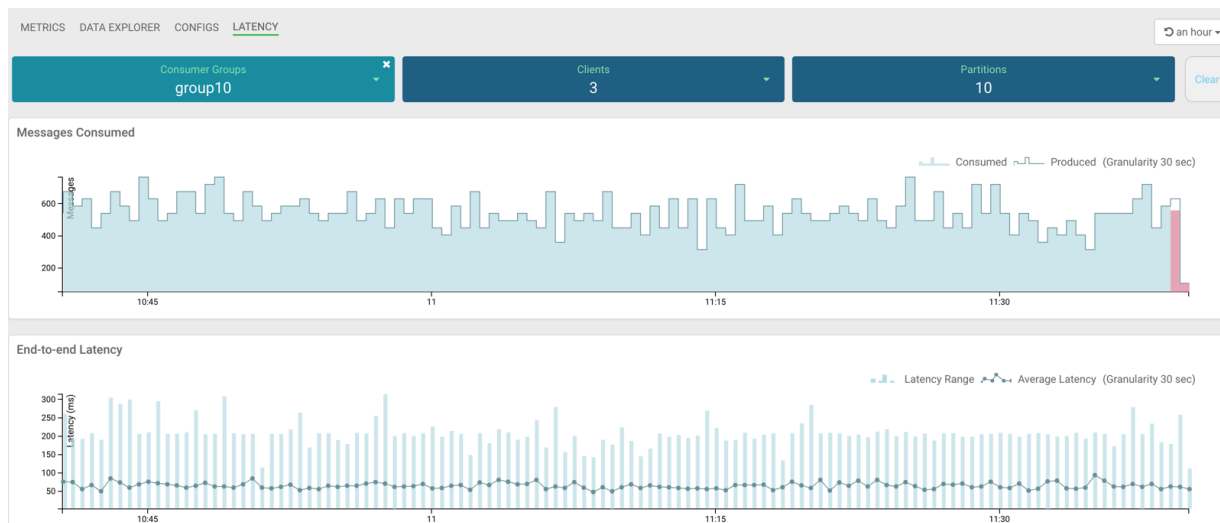 METRICS DATA EXPLORER CONFIGS LATENCY
an hour
Consumer Groups
group10
Clients
3
Partitions
10
Clear
Messages Consumed
Consumed Produced (Granularity 30 sec)
Messages
600
400
200
10:45 11 11:15 11:30
End-to-end Latency
Latency Range Average Latency (Granularity 30 sec)
Latency (ms)
300
250
200
150
100
50
10:45 11 11:15 11:30